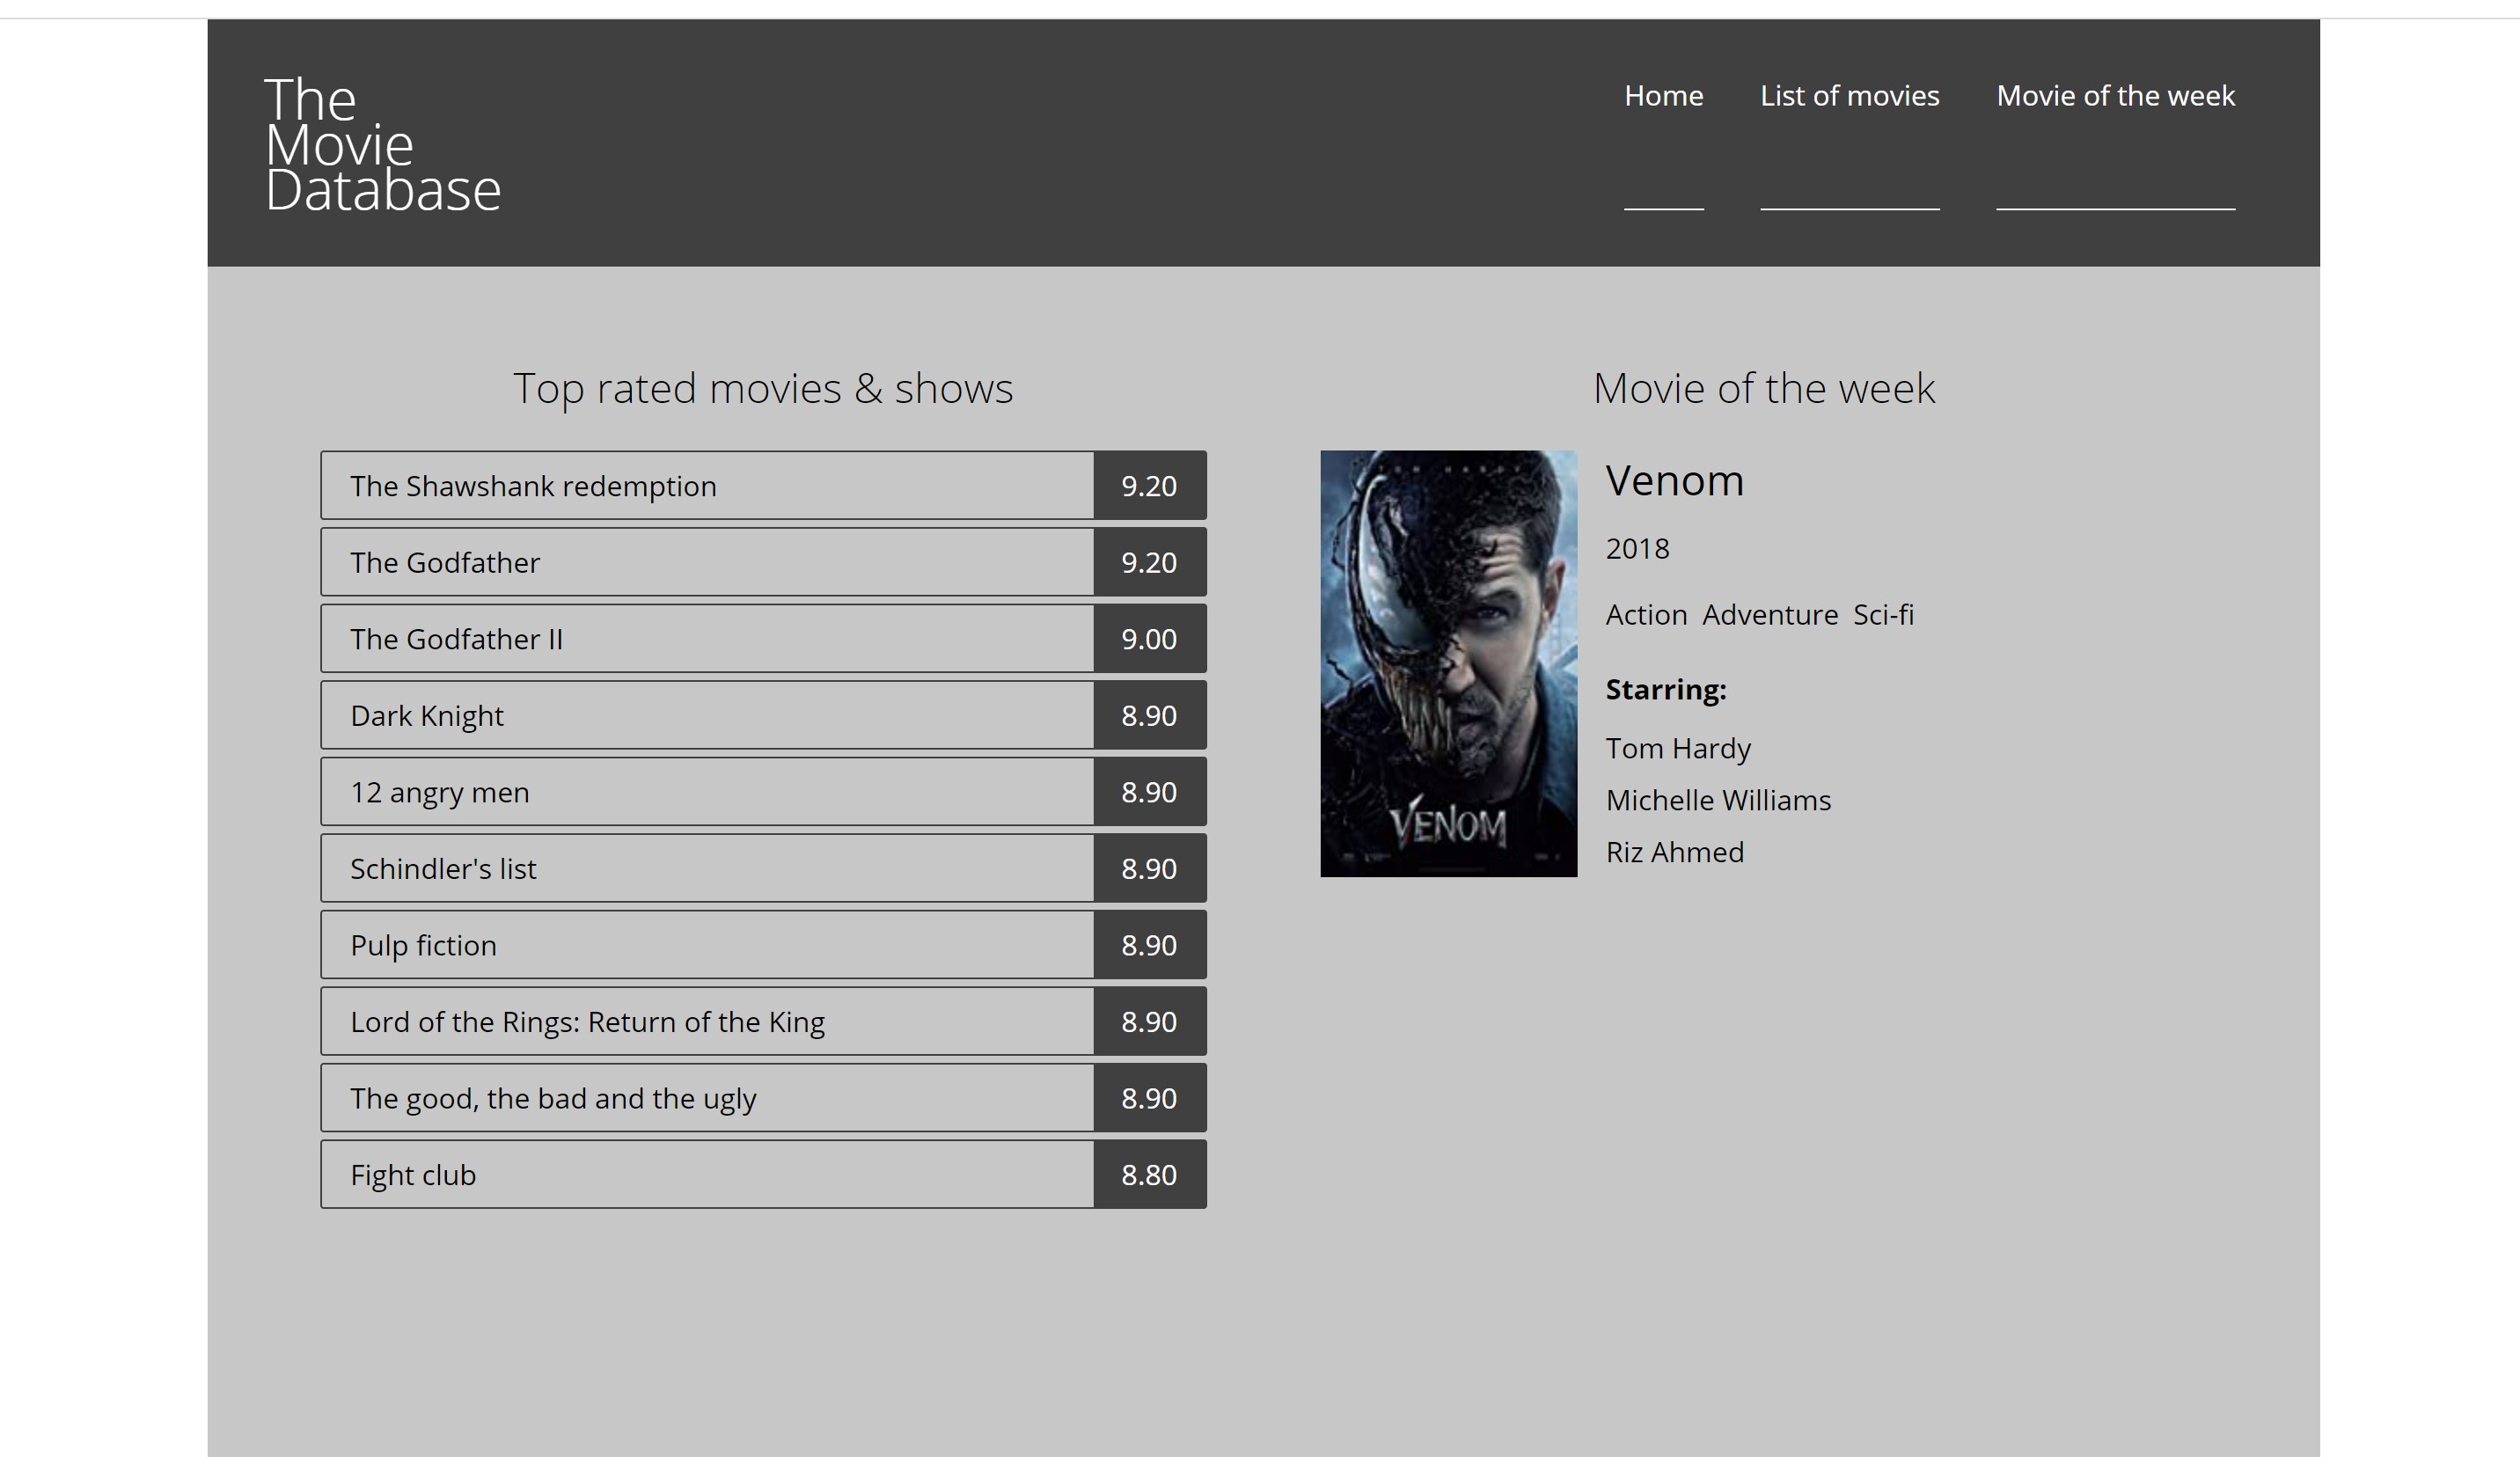 The
Movie
Database
Home
List of movies
Movie of the week
Top rated movies & shows
The Shawshank redemption 9.20
The Godfather 9.20
The Godfather II 9.00
Dark Knight 8.90
12 angry men 8.90
Schindler's list 8.90
Pulp fiction 8.90
Lord of the Rings: Return of the King 8.90
The good, the bad and the ugly 8.90
Fight club 8.80
Movie of the week
TOM HARDY
VENOM
Venom
2018
Action Adventure Sci-fi
Starring:
Tom Hardy
Michelle Williams
Riz Ahmed